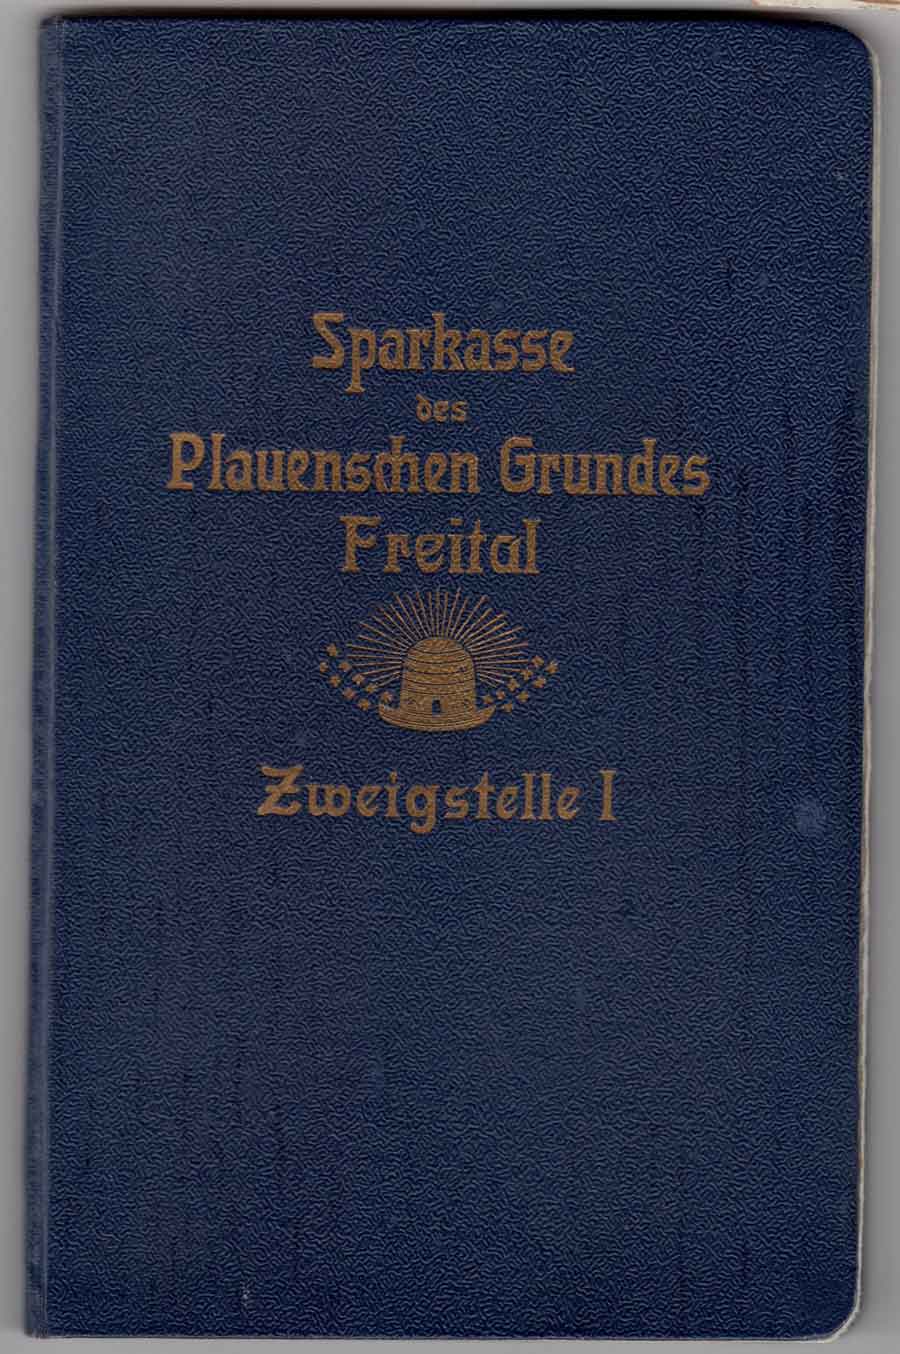 Sparkasse
des
Plauenschen Grundes
Freital
Zweigstelle I